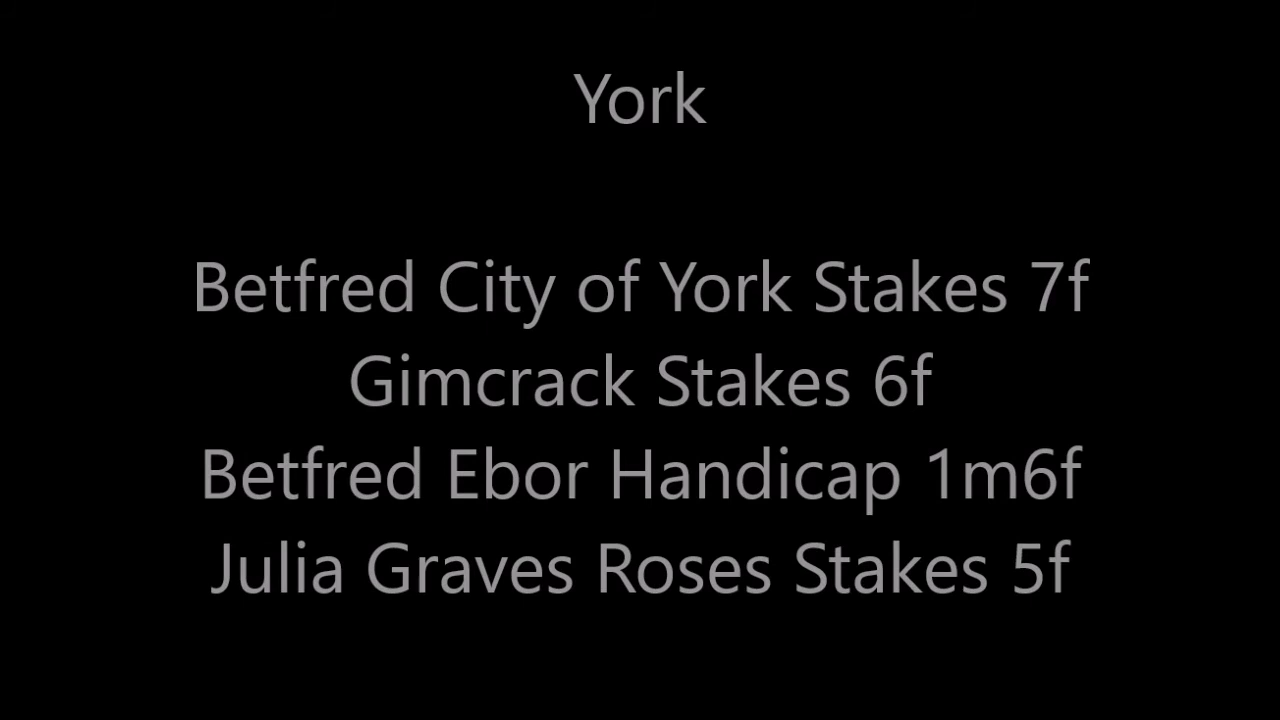 York
Betfred City of York Stakes 7f
Gimcrack Stakes 6f
Betfred Ebor Handicap 1m6f
Julia Graves Roses Stakes 5f